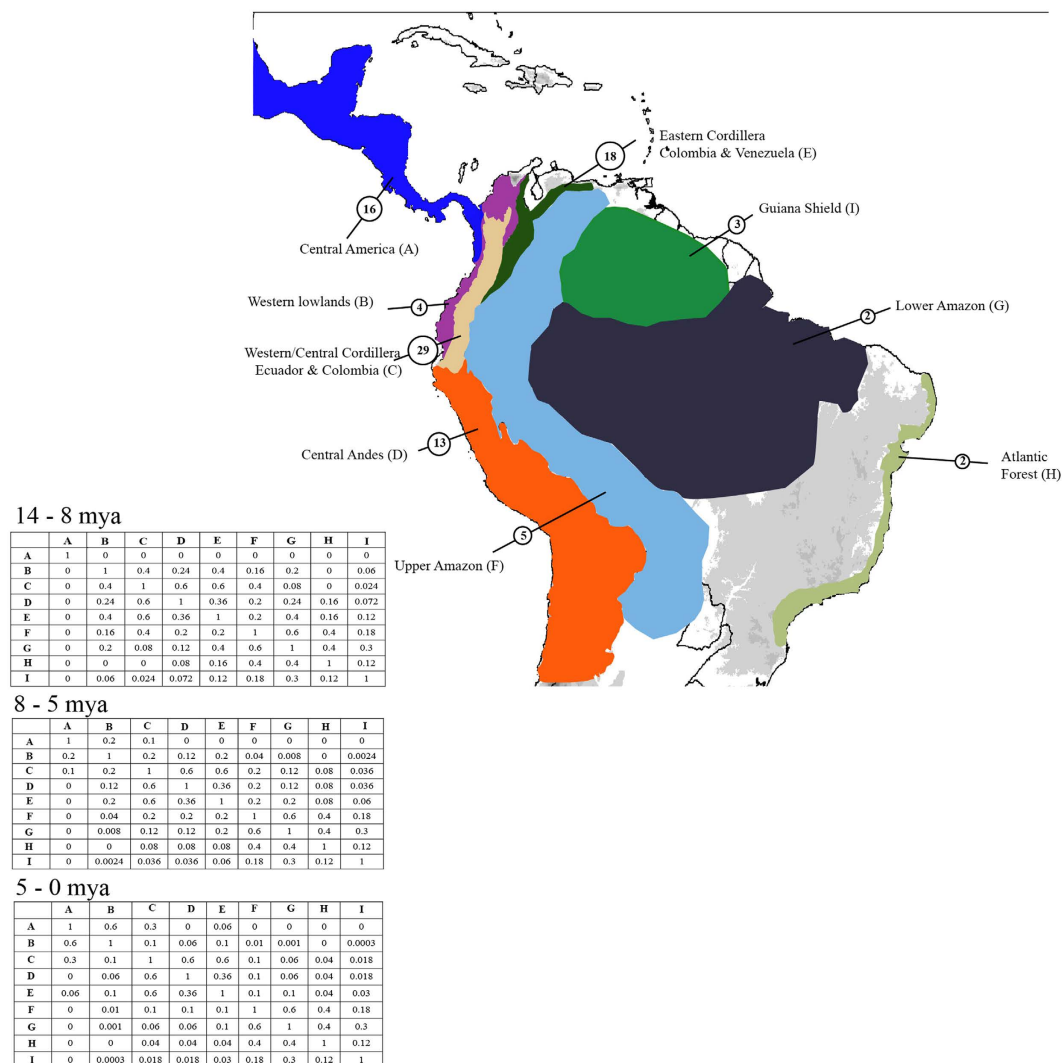 Eastern Cordillera
Colombia & Venezuela (E)
18
Guiana Shield (I)
3
16
Central America (A)
Western lowlands (B)
4
Lower Amazon (G)
2
Western/Central Cordillera
Ecuador & Colombia (C)
29
Central Andes (D)
13
Atlantic
Forest (H)
2
Upper Amazon (F)
5
14 - 8 mya
A B C D E F G H I
A 1 0 0 0 0 0 0 0 0
B 0 1 0.4 0.24 0.4 0.16 0.2 0 0.06
C 0 0.4 1 0.6 0.6 0.4 0.08 0 0.024
D 0 0.24 0.6 1 0.36 0.2 0.24 0.16 0.072
E 0 0.4 0.6 0.36 1 0.2 0.4 0.16 0.12
F 0 0.16 0.4 0.2 0.2 1 0.6 0.4 0.18
G 0 0.2 0.08 0.12 0.4 0.6 1 0.4 0.3
H 0 0 0 0.08 0.16 0.4 0.4 1 0.12
I 0 0.06 0.024 0.072 0.12 0.18 0.3 0.12 1
8 - 5 mya
A B C D E F G H I
A 1 0.2 0.1 0 0 0 0 0 0
B 0.2 1 0.2 0.12 0.2 0.04 0.008 0 0.0024
C 0.1 0.2 1 0.6 0.6 0.2 0.12 0.08 0.036
D 0 0.12 0.6 1 0.36 0.2 0.12 0.08 0.036
E 0 0.2 0.6 0.36 1 0.2 0.2 0.08 0.06
F 0 0.04 0.2 0.2 0.2 1 0.6 0.4 0.18
G 0 0.008 0.12 0.12 0.2 0.6 1 0.4 0.3
H 0 0 0.08 0.08 0.08 0.4 0.4 1 0.12
I 0 0.0024 0.036 0.036 0.06 0.18 0.3 0.12 1
5 - 0 mya
A B C D E F G H I
A 1 0.6 0.3 0 0.06 0 0 0 0
B 0.6 1 0.1 0.06 0.1 0.01 0.001 0 0.0003
C 0.3 0.1 1 0.6 0.6 0.1 0.06 0.04 0.018
D 0 0.06 0.6 1 0.36 0.1 0.06 0.04 0.018
E 0.06 0.1 0.6 0.36 1 0.1 0.1 0.04 0.03
F 0 0.01 0.1 0.1 0.1 1 0.6 0.4 0.18
G 0 0.001 0.06 0.06 0.1 0.6 1 0.4 0.3
H 0 0 0.04 0.04 0.04 0.4 0.4 1 0.12
I 0 0.0003 0.018 0.018 0.03 0.18 0.3 0.12 1